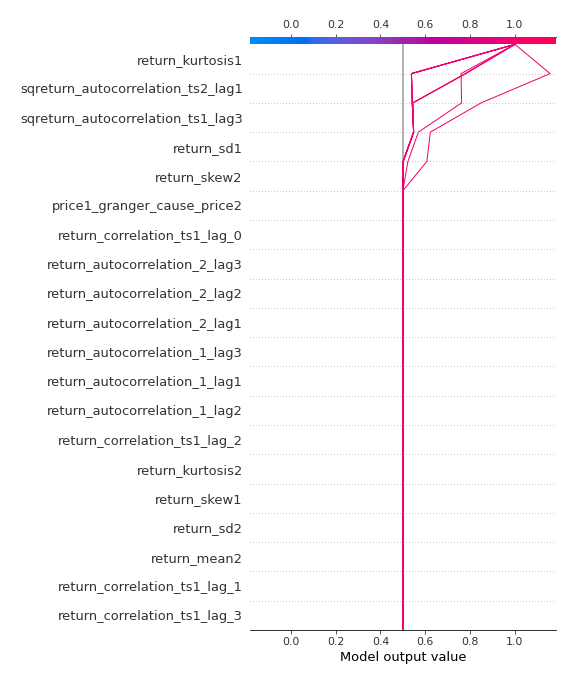 0.0 0.2 0.4 0.6 0.8 1.0
return_kurtosis1
sqreturn_autocorrelation_ts2_lag1
sqreturn_autocorrelation_ts1_lag3
return_sd1
return_skew2
price1_granger_cause_price2
return_correlation_ts1_lag_0
return_autocorrelation_2_lag3
return_autocorrelation_2_lag2
return_autocorrelation_2_lag1
return_autocorrelation_1_lag3
return_autocorrelation_1_lag1
return_autocorrelation_1_lag2
return_correlation_ts1_lag_2
return_kurtosis2
return_skew1
return_sd2
return_mean2
return_correlation_ts1_lag_1
return_correlation_ts1_lag_3
0.0 0.2 0.4 0.6 0.8 1.0
Model output value